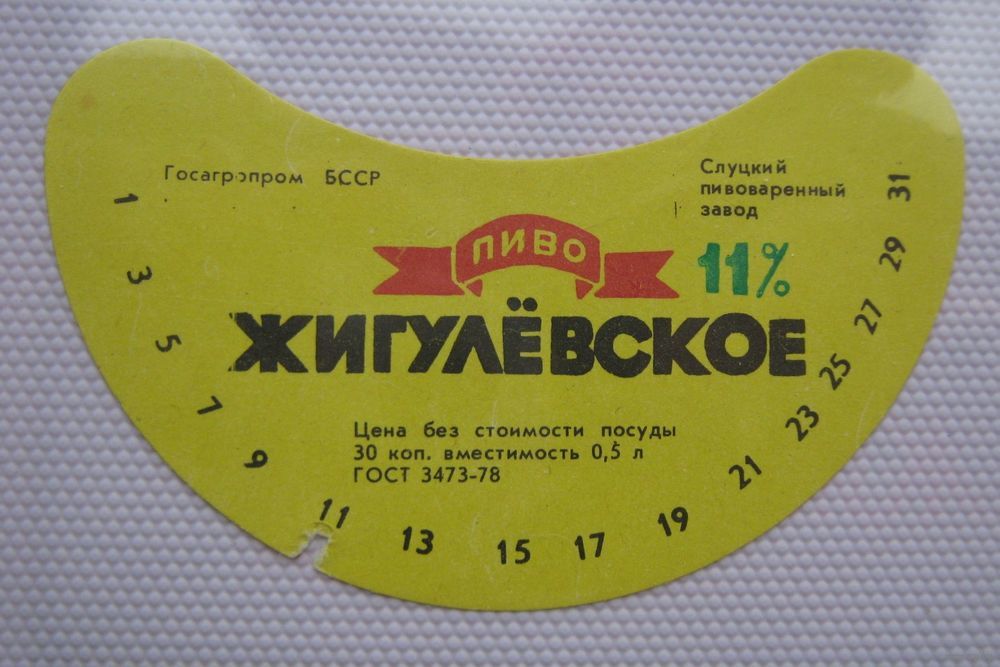 Госагропром БССР
Слуцкий
пивоваренный
завод
ПИВО
11%
ЖИГУЛЁВСКОЕ
Цена без стоимости посуды
30 коп. вместимость 0,5 л
ГОСТ 3473-78
1
3
5
7
9
11
13
15
17
19
21
23
25
27
29
31